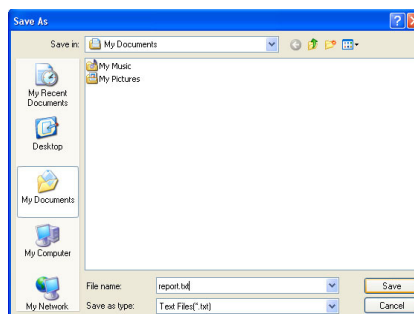 Save As
Save in:
My Documents
My Recent
Documents
Desktop
My Documents
My Computer
My Network
My Music
My Pictures
File name:
report.txt
Save
Save as type:
Text Files(*.txt)
Cancel